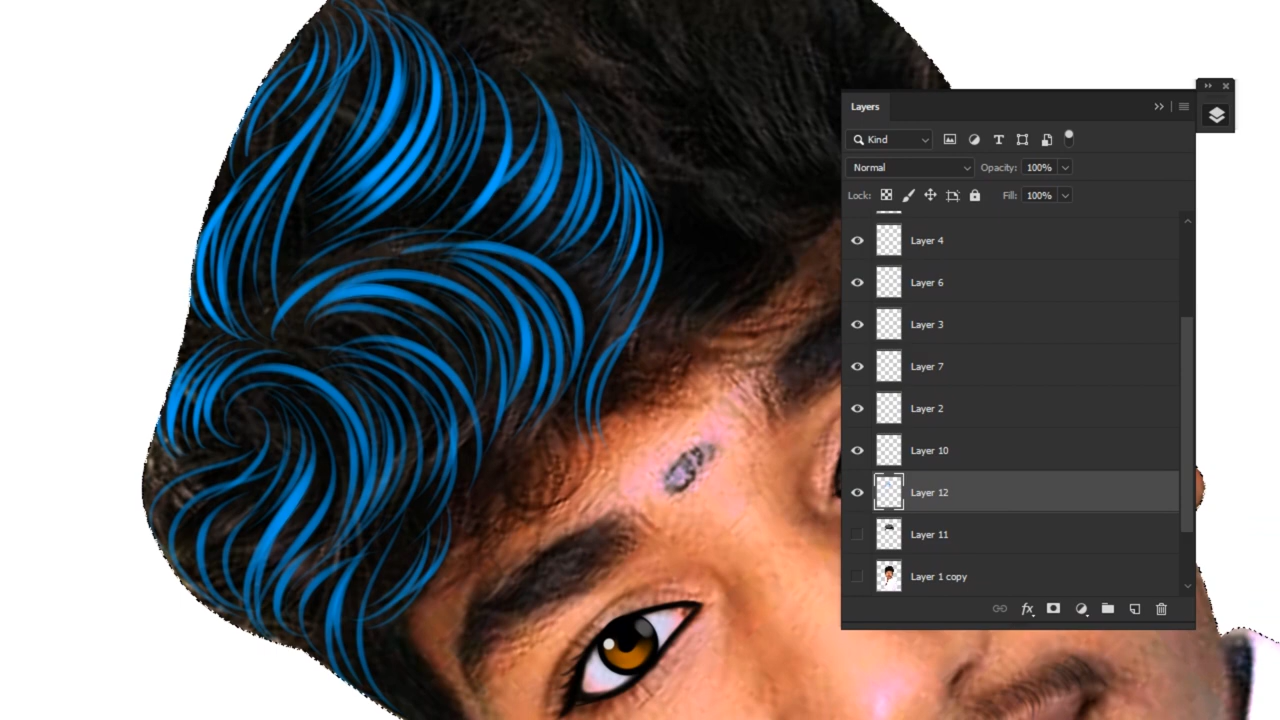 Layers
Kind
Normal Opacity: 100%
Lock: Fill: 100%
Layer 4
Layer 6
Layer 3
Layer 7
Layer 2
Layer 10
Layer 12
Layer 11
Layer 1 copy
fx